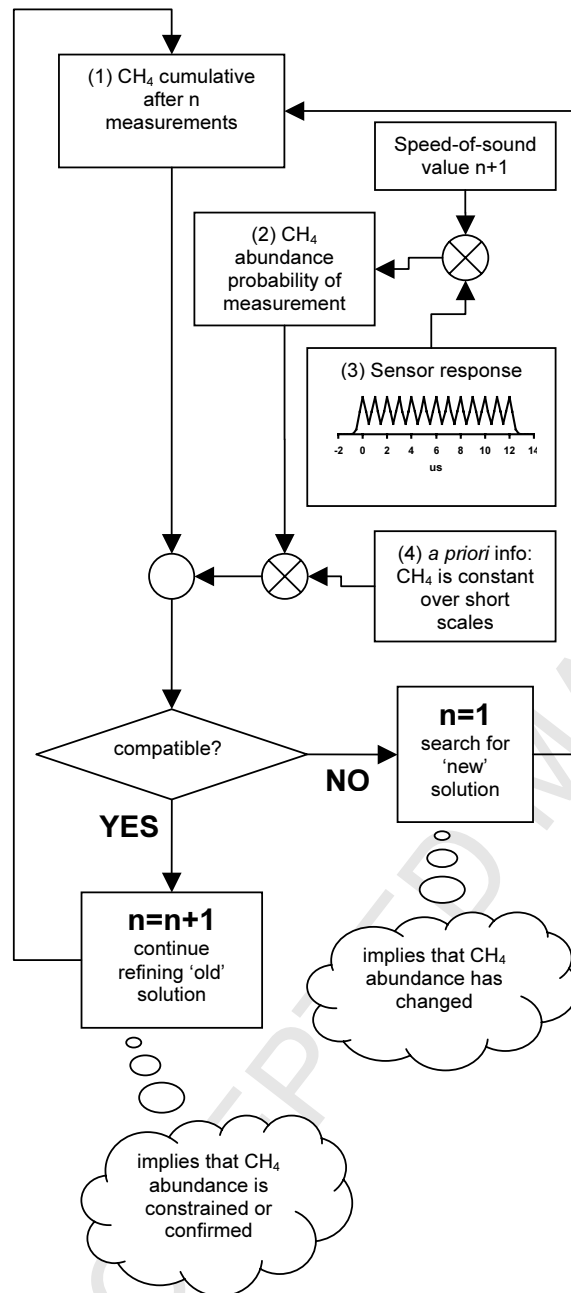 (1) CH₄ cumulative
after n
measurements
Speed-of-sound
value n+1
(2) CH₄
abundance
probability of
measurement
(3) Sensor response
-2 0 2 4 6 8 10 12 14
us
(4) a priori info:
CH₄ is constant
over short
scales
compatible?
NO
YES
n=1
search for
‘new’
solution
n=n+1
continue
refining ‘old’
solution
implies that CH₄
abundance has
changed
implies that CH₄
abundance is
constrained or
confirmed